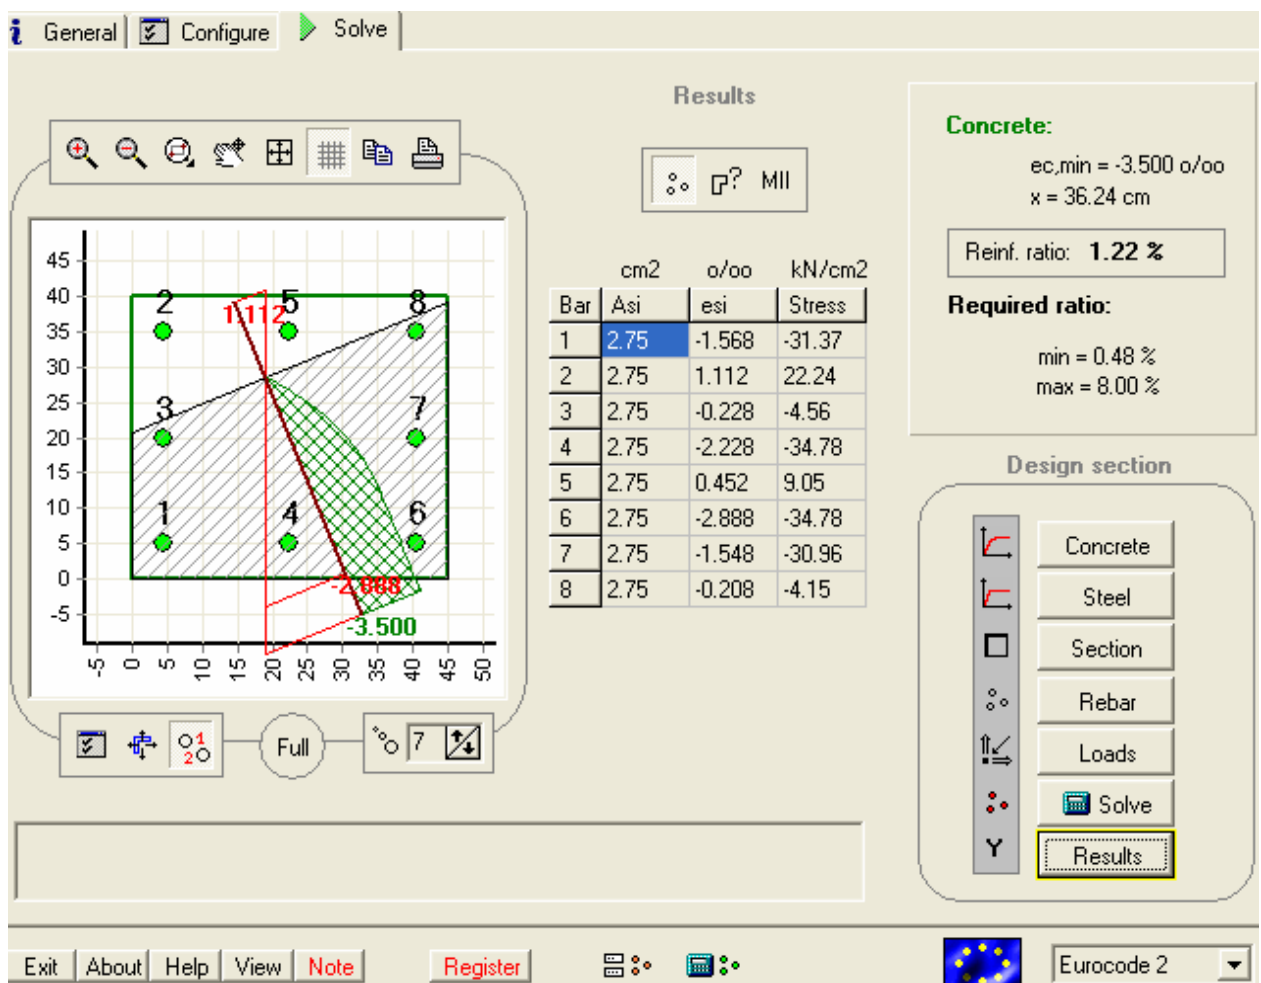 General Configure Solve
Results
MII
Concrete:
ec,min = -3.500 o/oo
x = 36.24 cm
Reinf. ratio: 1.22 %
Required ratio:
min = 0.48 %
max = 8.00 %
cm2 o/oo kN/cm2
Bar Asi esi Stress
1 2.75 -1.568 -31.37
2 2.75 1.112 22.24
3 2.75 -0.228 -4.56
4 2.75 -2.228 -34.78
5 2.75 0.452 9.05
6 2.75 -2.888 -34.78
7 2.75 -1.548 -30.96
8 2.75 -0.208 -4.15
45
40
35
30
25
20
15
10
5
0
-5
2 5 8
1.112
3 7
1 4 6
-2.888
-3.500
-5 0 5 10 15 20 25 30 35 40 45 50
1
2
Full
7
Design section
Concrete
Steel
Section
Rebar
Loads
Solve
Y Results
Exit About Help View Note Register Eurocode 2